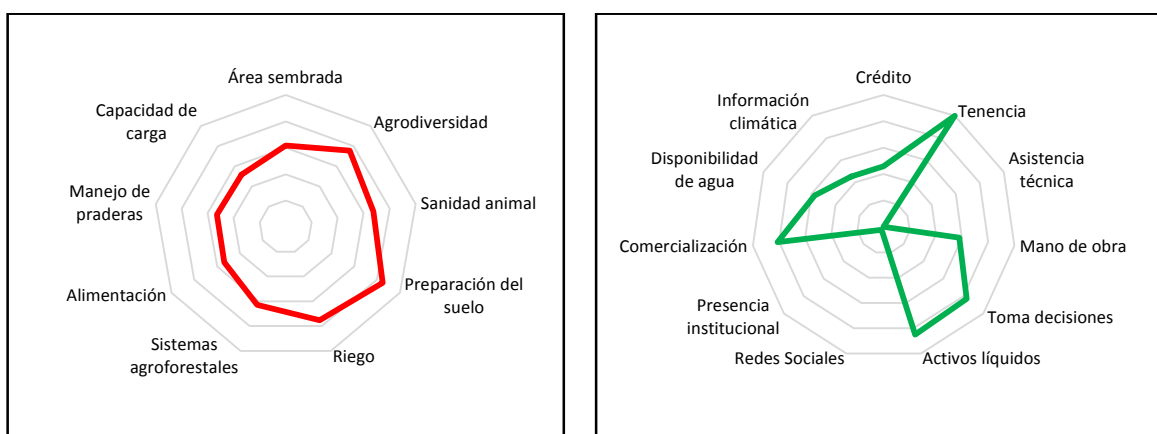 Área sembrada
Agrodiversidad
Sanidad animal
Preparación del
suelo
Riego
Sistemas
agroforestales
Alimentación
Manejo de
praderas
Capacidad de
carga
Crédito
Tenencia
Asistencia
técnica
Mano de obra
Toma decisiones
Activos líquidos
Redes Sociales
Presencia
institucional
Comercialización
Disponibilidad
de agua
Información
climática